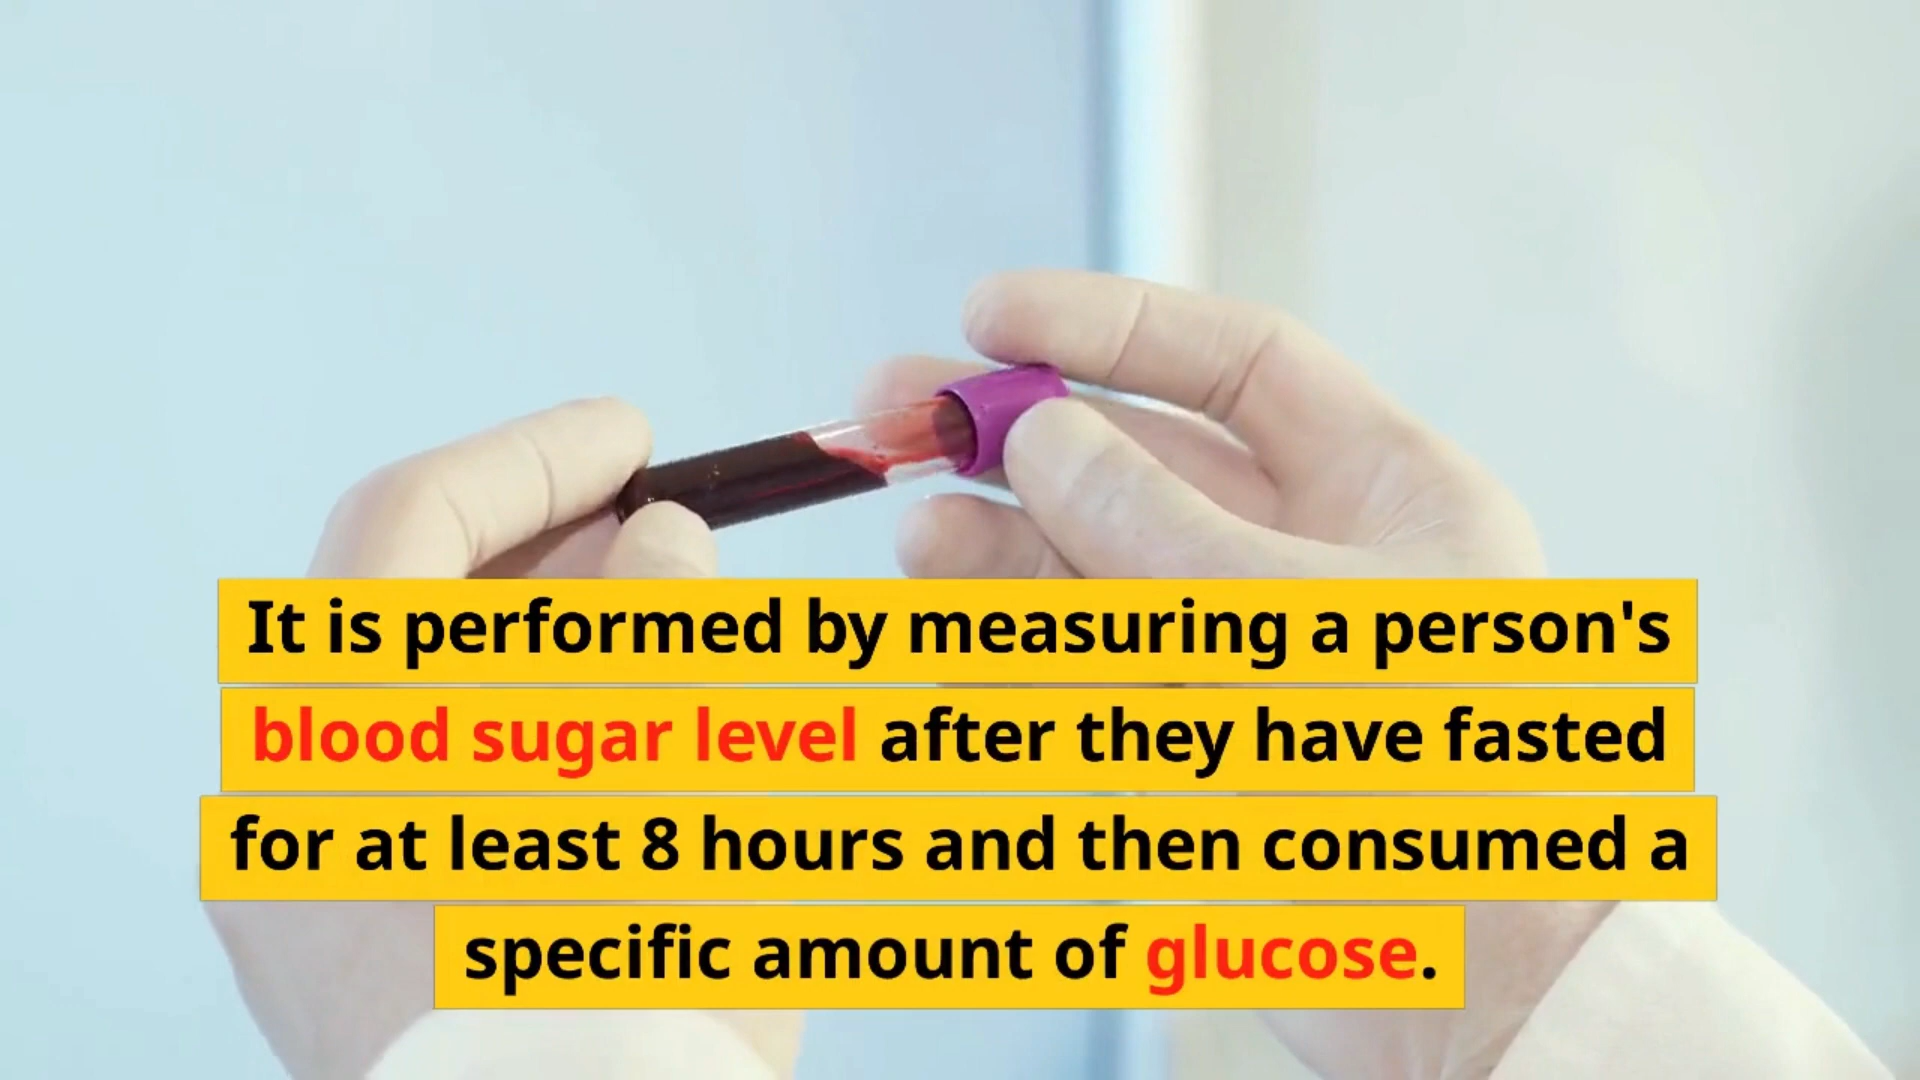 It is performed by measuring a person's
blood sugar level after they have fasted
for at least 8 hours and then consumed a
specific amount of glucose.